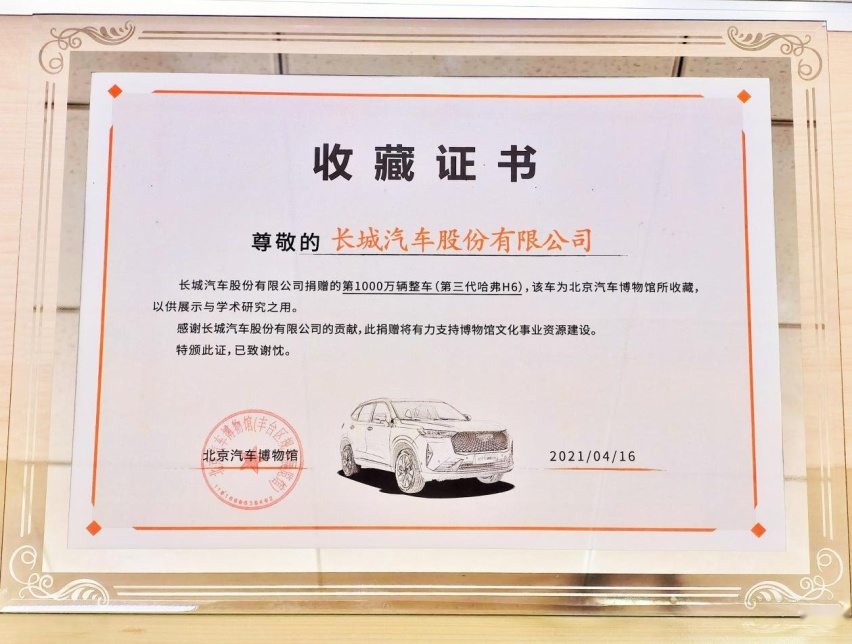 收藏证书
尊敬的 长城汽车股份有限公司
长城汽车股份有限公司捐赠的第1000万辆整车(第三代哈弗H6),该车为北京汽车博物馆所收藏,
以供展示与学术研究之用。
感谢长城汽车股份有限公司的贡献,此捐赠将有力支持博物馆文化事业资源建设。
特颁此证,已致谢忱。
北京汽车博物馆
2021/04/16